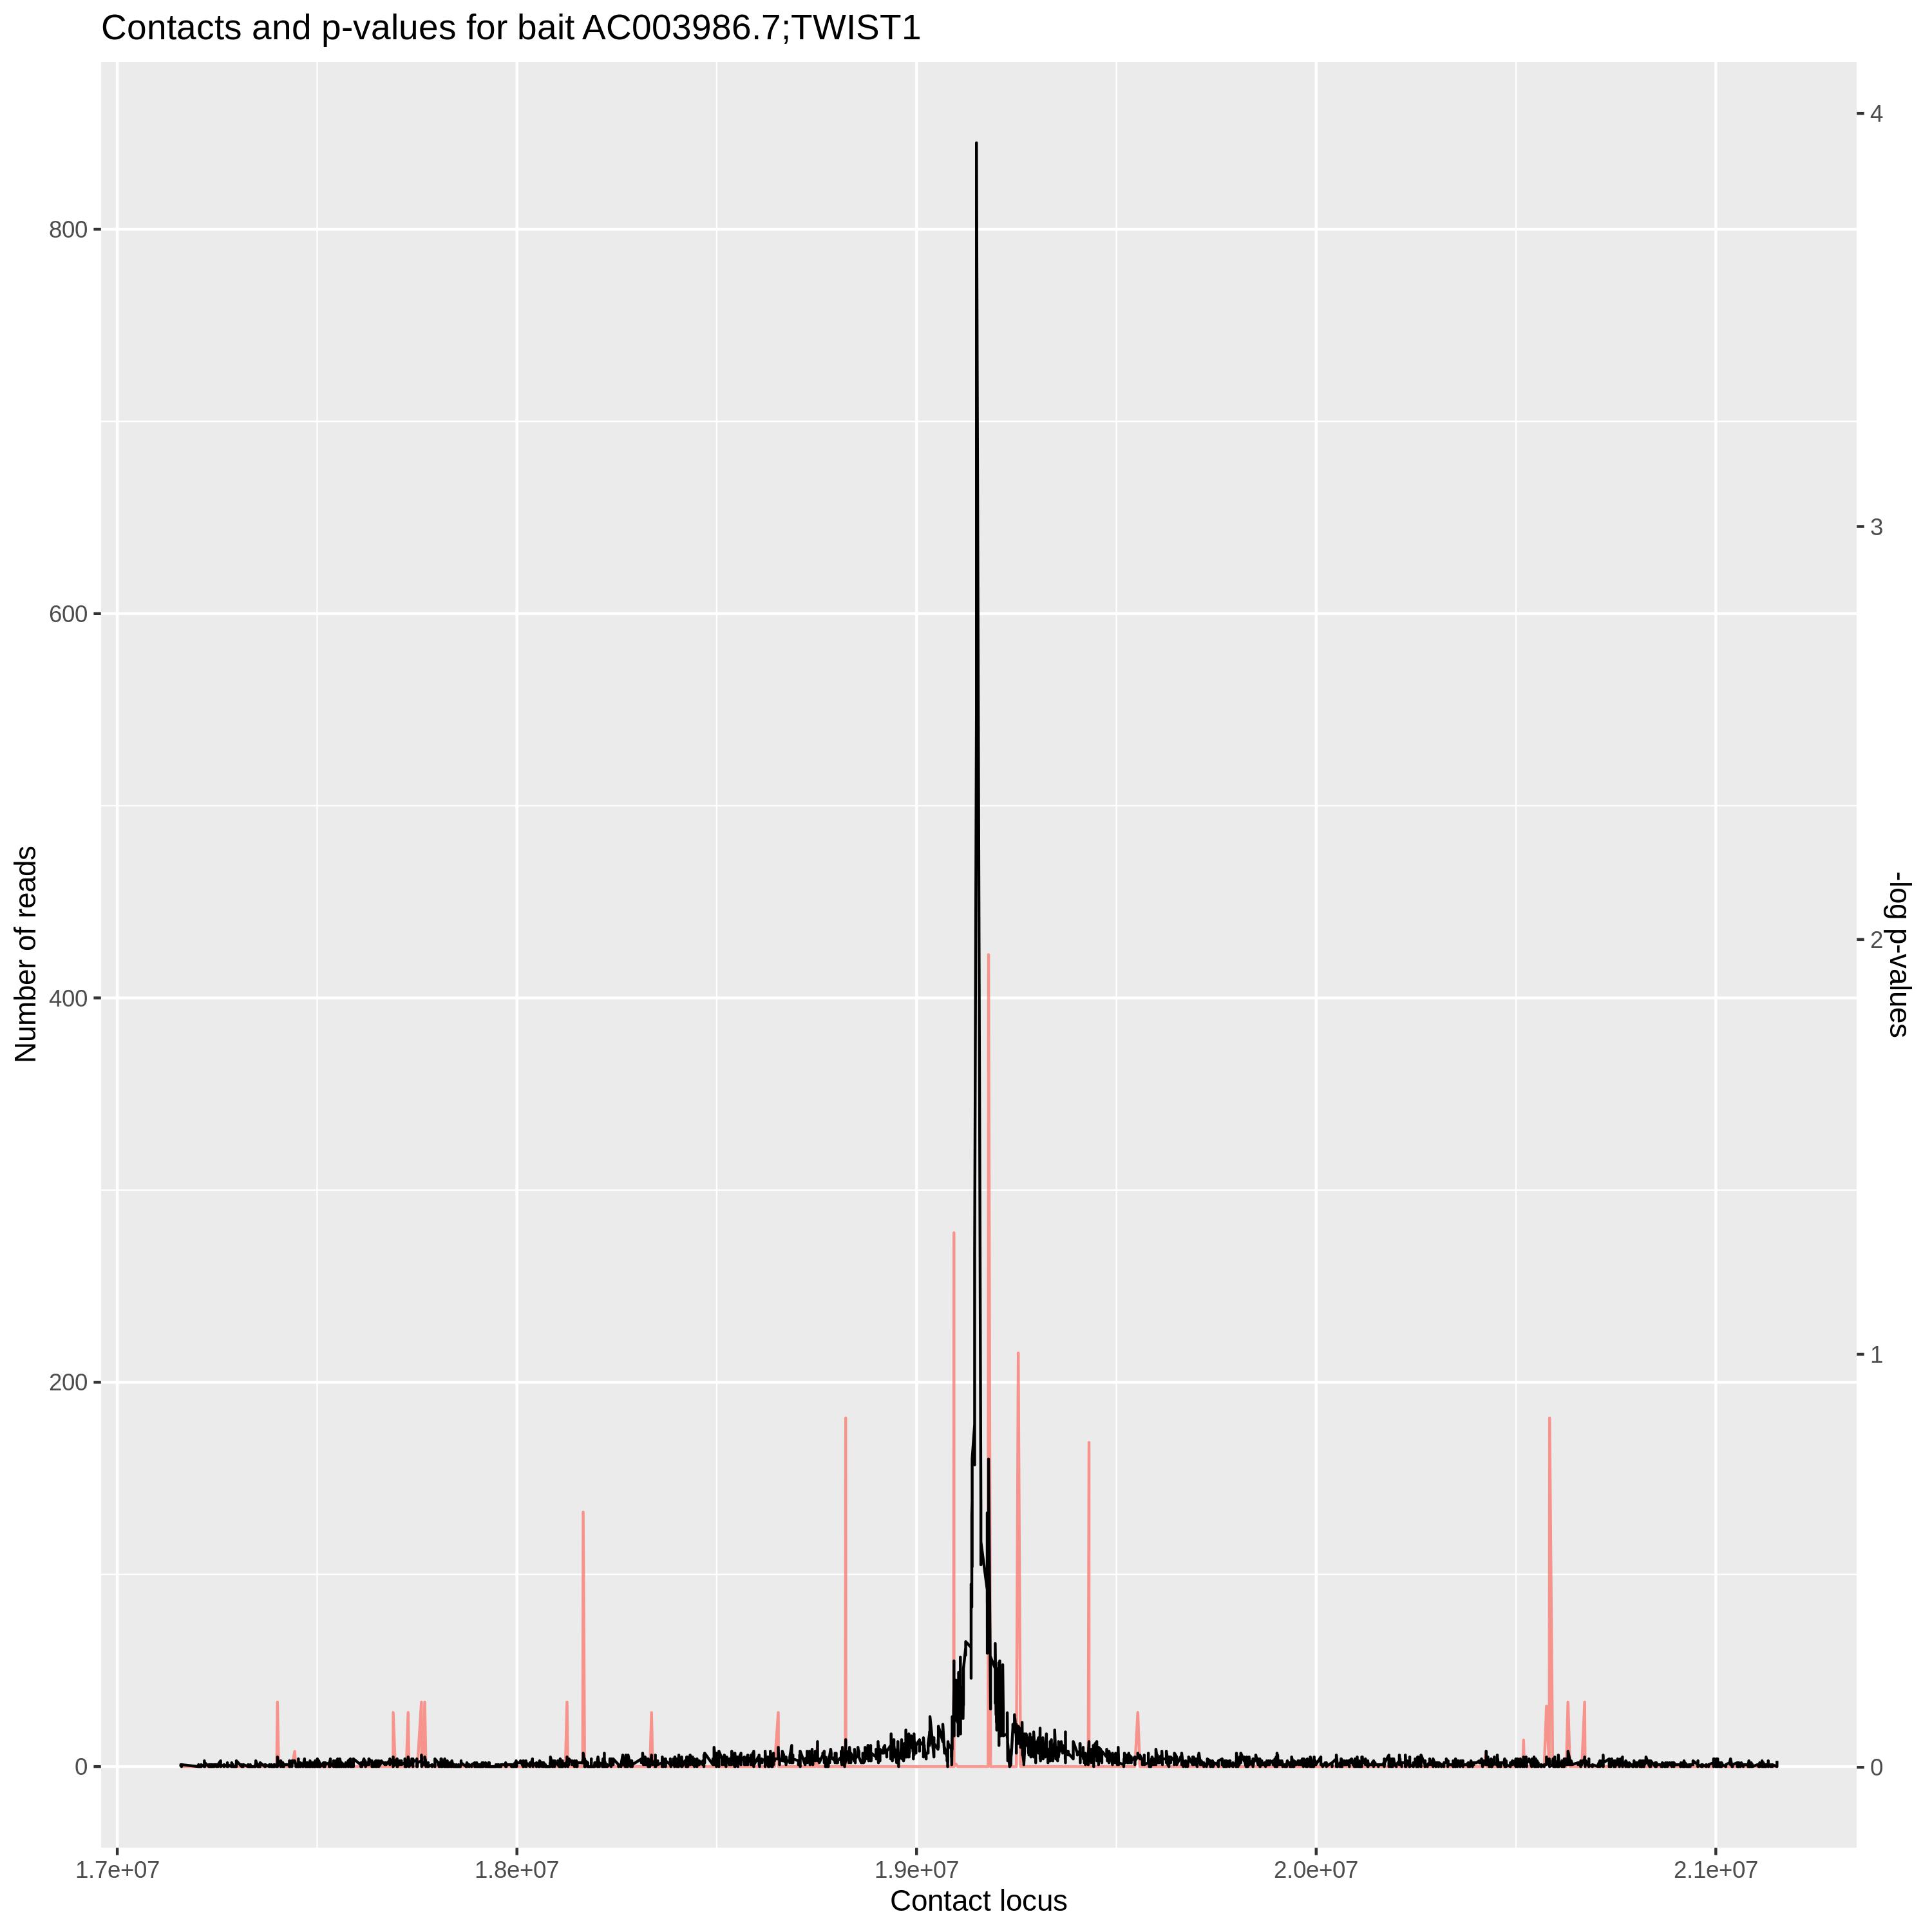 Contacts and p-values for bait AC003986.7;TWIST1
Number of reads
800
600
400
200
0
4
3
2
1
0
-log p-values
1.7e+07 1.8e+07 1.9e+07 2.0e+07 2.1e+07
Contact locus